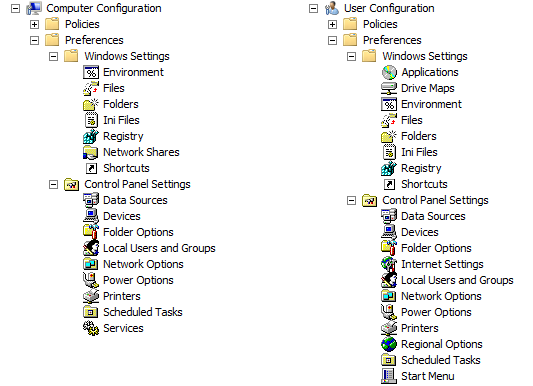 Computer Configuration
Policies
Preferences
Windows Settings
Environment
Files
Folders
Ini Files
Registry
Network Shares
Shortcuts
Control Panel Settings
Data Sources
Devices
Folder Options
Local Users and Groups
Network Options
Power Options
Printers
Scheduled Tasks
Services
User Configuration
Policies
Preferences
Windows Settings
Applications
Drive Maps
Environment
Files
Folders
Ini Files
Registry
Shortcuts
Control Panel Settings
Data Sources
Devices
Folder Options
Internet Settings
Local Users and Groups
Network Options
Power Options
Printers
Regional Options
Scheduled Tasks
Start Menu